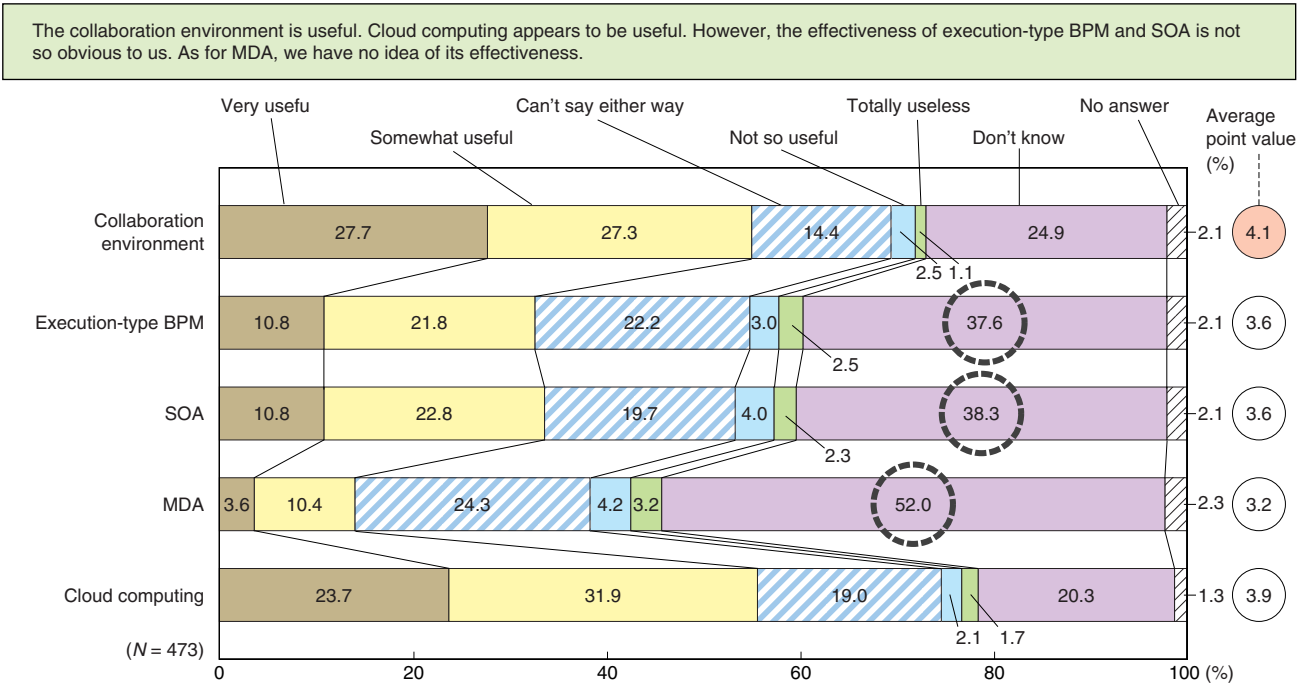 The collaboration environment is useful. Cloud computing appears to be useful. However, the effectiveness of execution-type BPM and SOA is not
so obvious to us. As for MDA, we have no idea of its effectiveness.
Very usefu
Can't say either way
Totally useless
No answer
Somewhat useful
Not so useful
Don't know
Average
point value
(%)
Collaboration
environment
27.7
27.3
14.4
2.5
1.1
24.9
2.1
4.1
Execution-type BPM
10.8
21.8
22.2
3.0
2.5
37.6
2.1
3.6
SOA
10.8
22.8
19.7
4.0
2.3
38.3
2.1
3.6
MDA
3.6
10.4
24.3
4.2
3.2
52.0
2.3
3.2
Cloud computing
23.7
31.9
19.0
2.1
1.7
20.3
1.3
3.9
(N = 473)
0
20
40
60
80
100 (%)